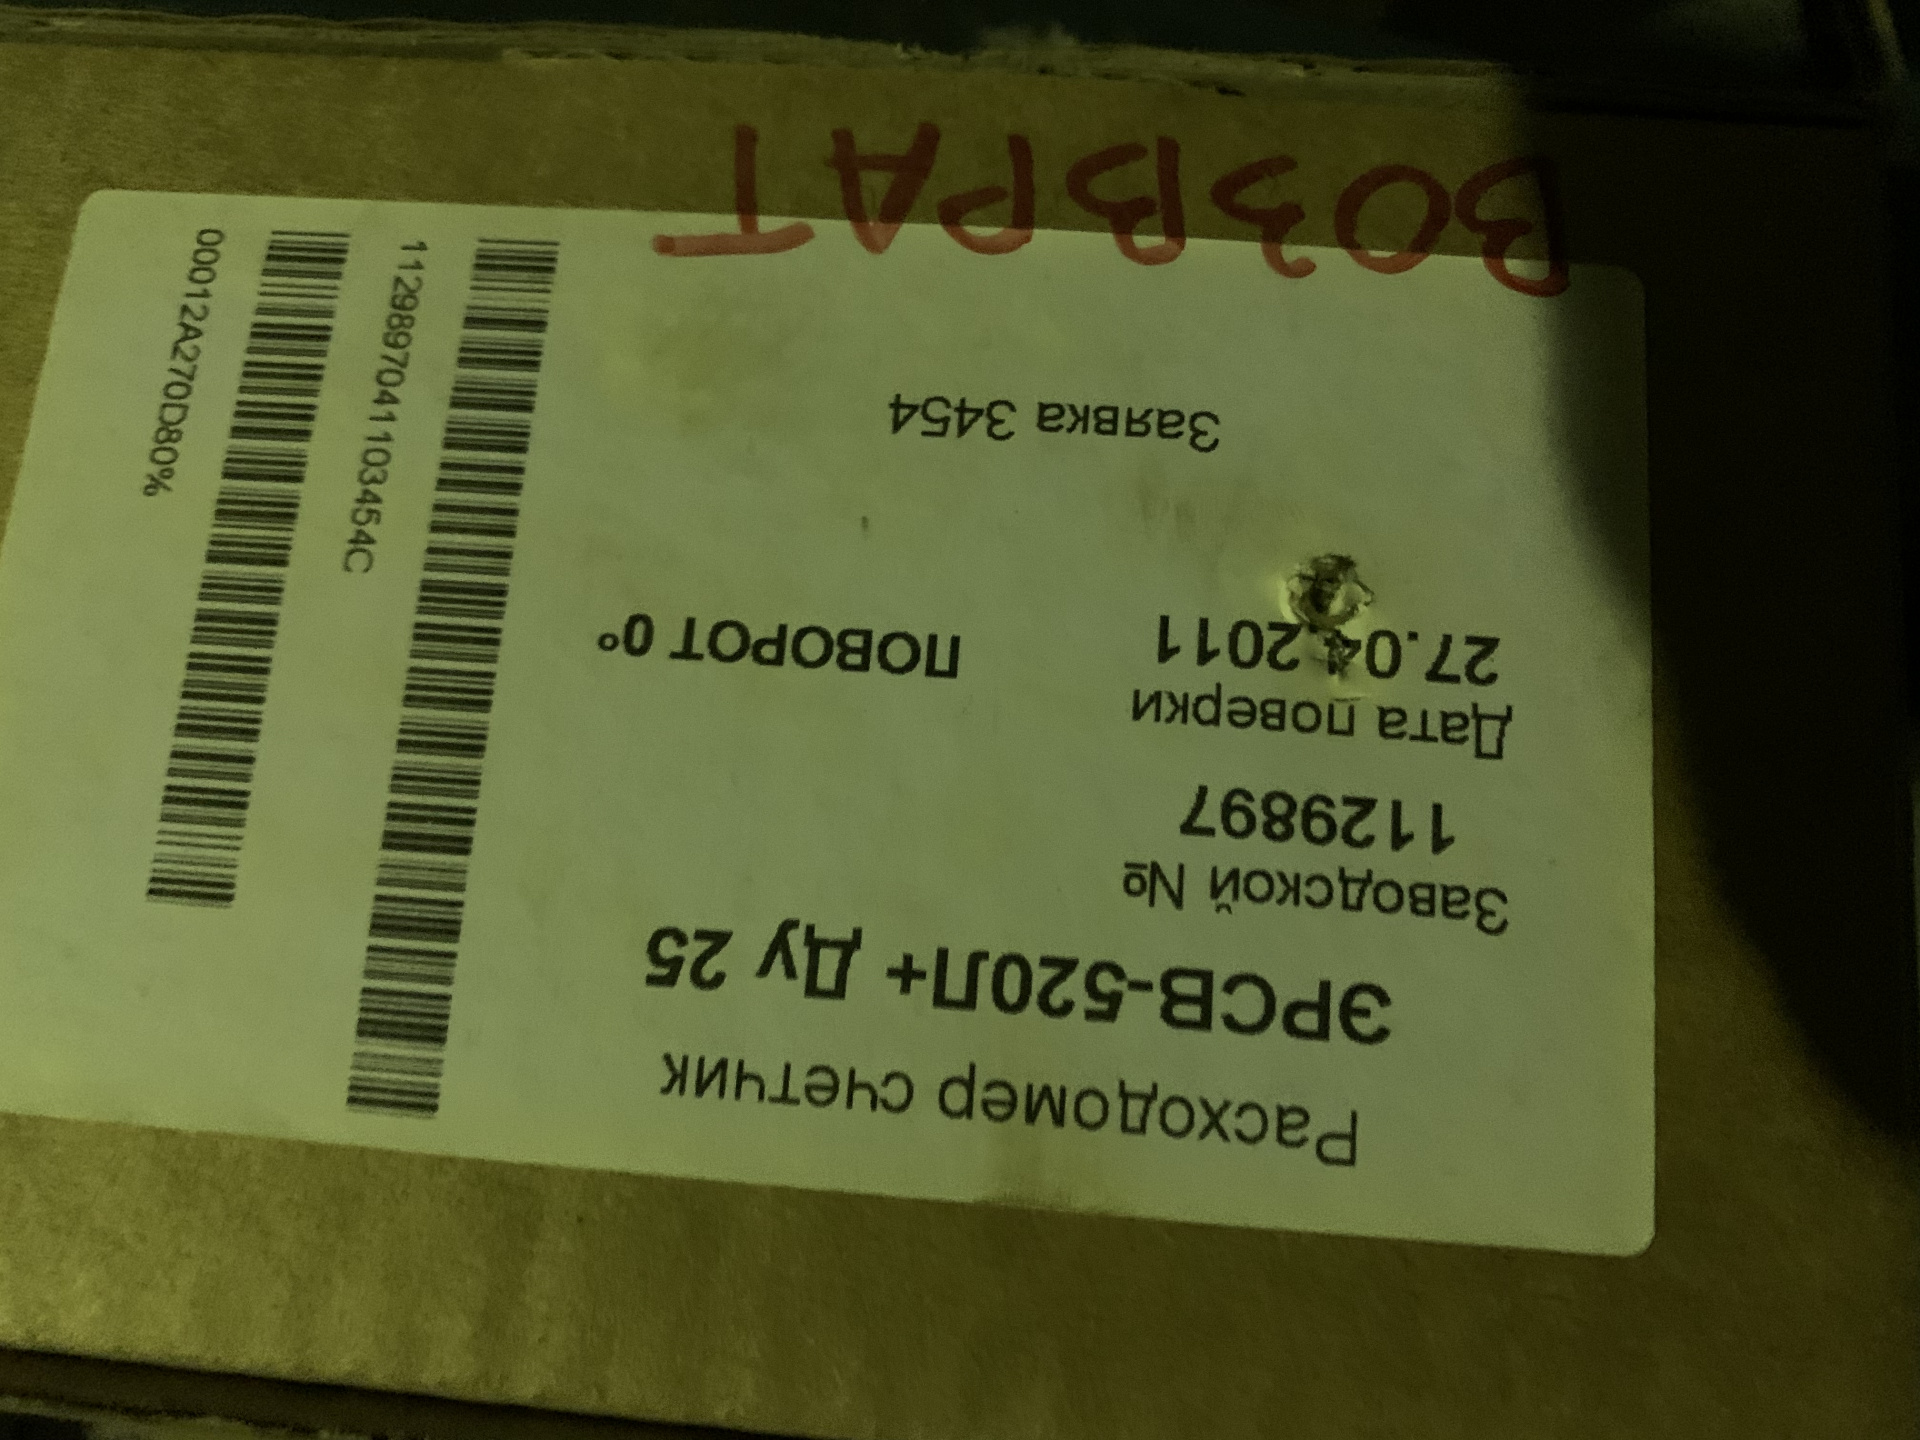 Расходомер счетчик
ЭРСВ-520Л+ Ду 25
Заводской №
1129897
Дата поверки
27.04.2011
ПОВОРОТ 0°
Заявка 3454
ВОЗВРАТ
11298970411103454C
00012A270D80%